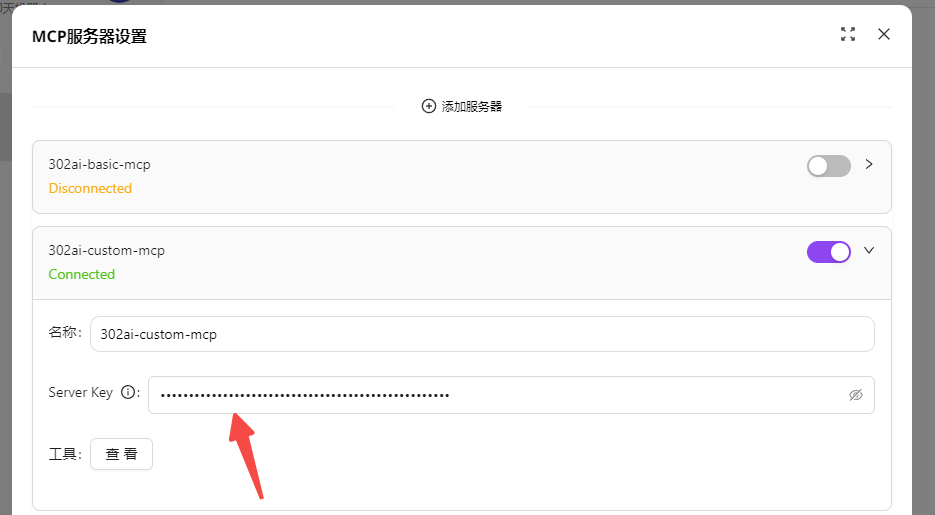 MCP服务器设置
添加服务器
302ai-basic-mcp
Disconnected
302ai-custom-mcp
Connected
名称:
302ai-custom-mcp
Server Key :
••••••••••••••••••••••••••••••••••••••••••••••••••
工具:
查 看